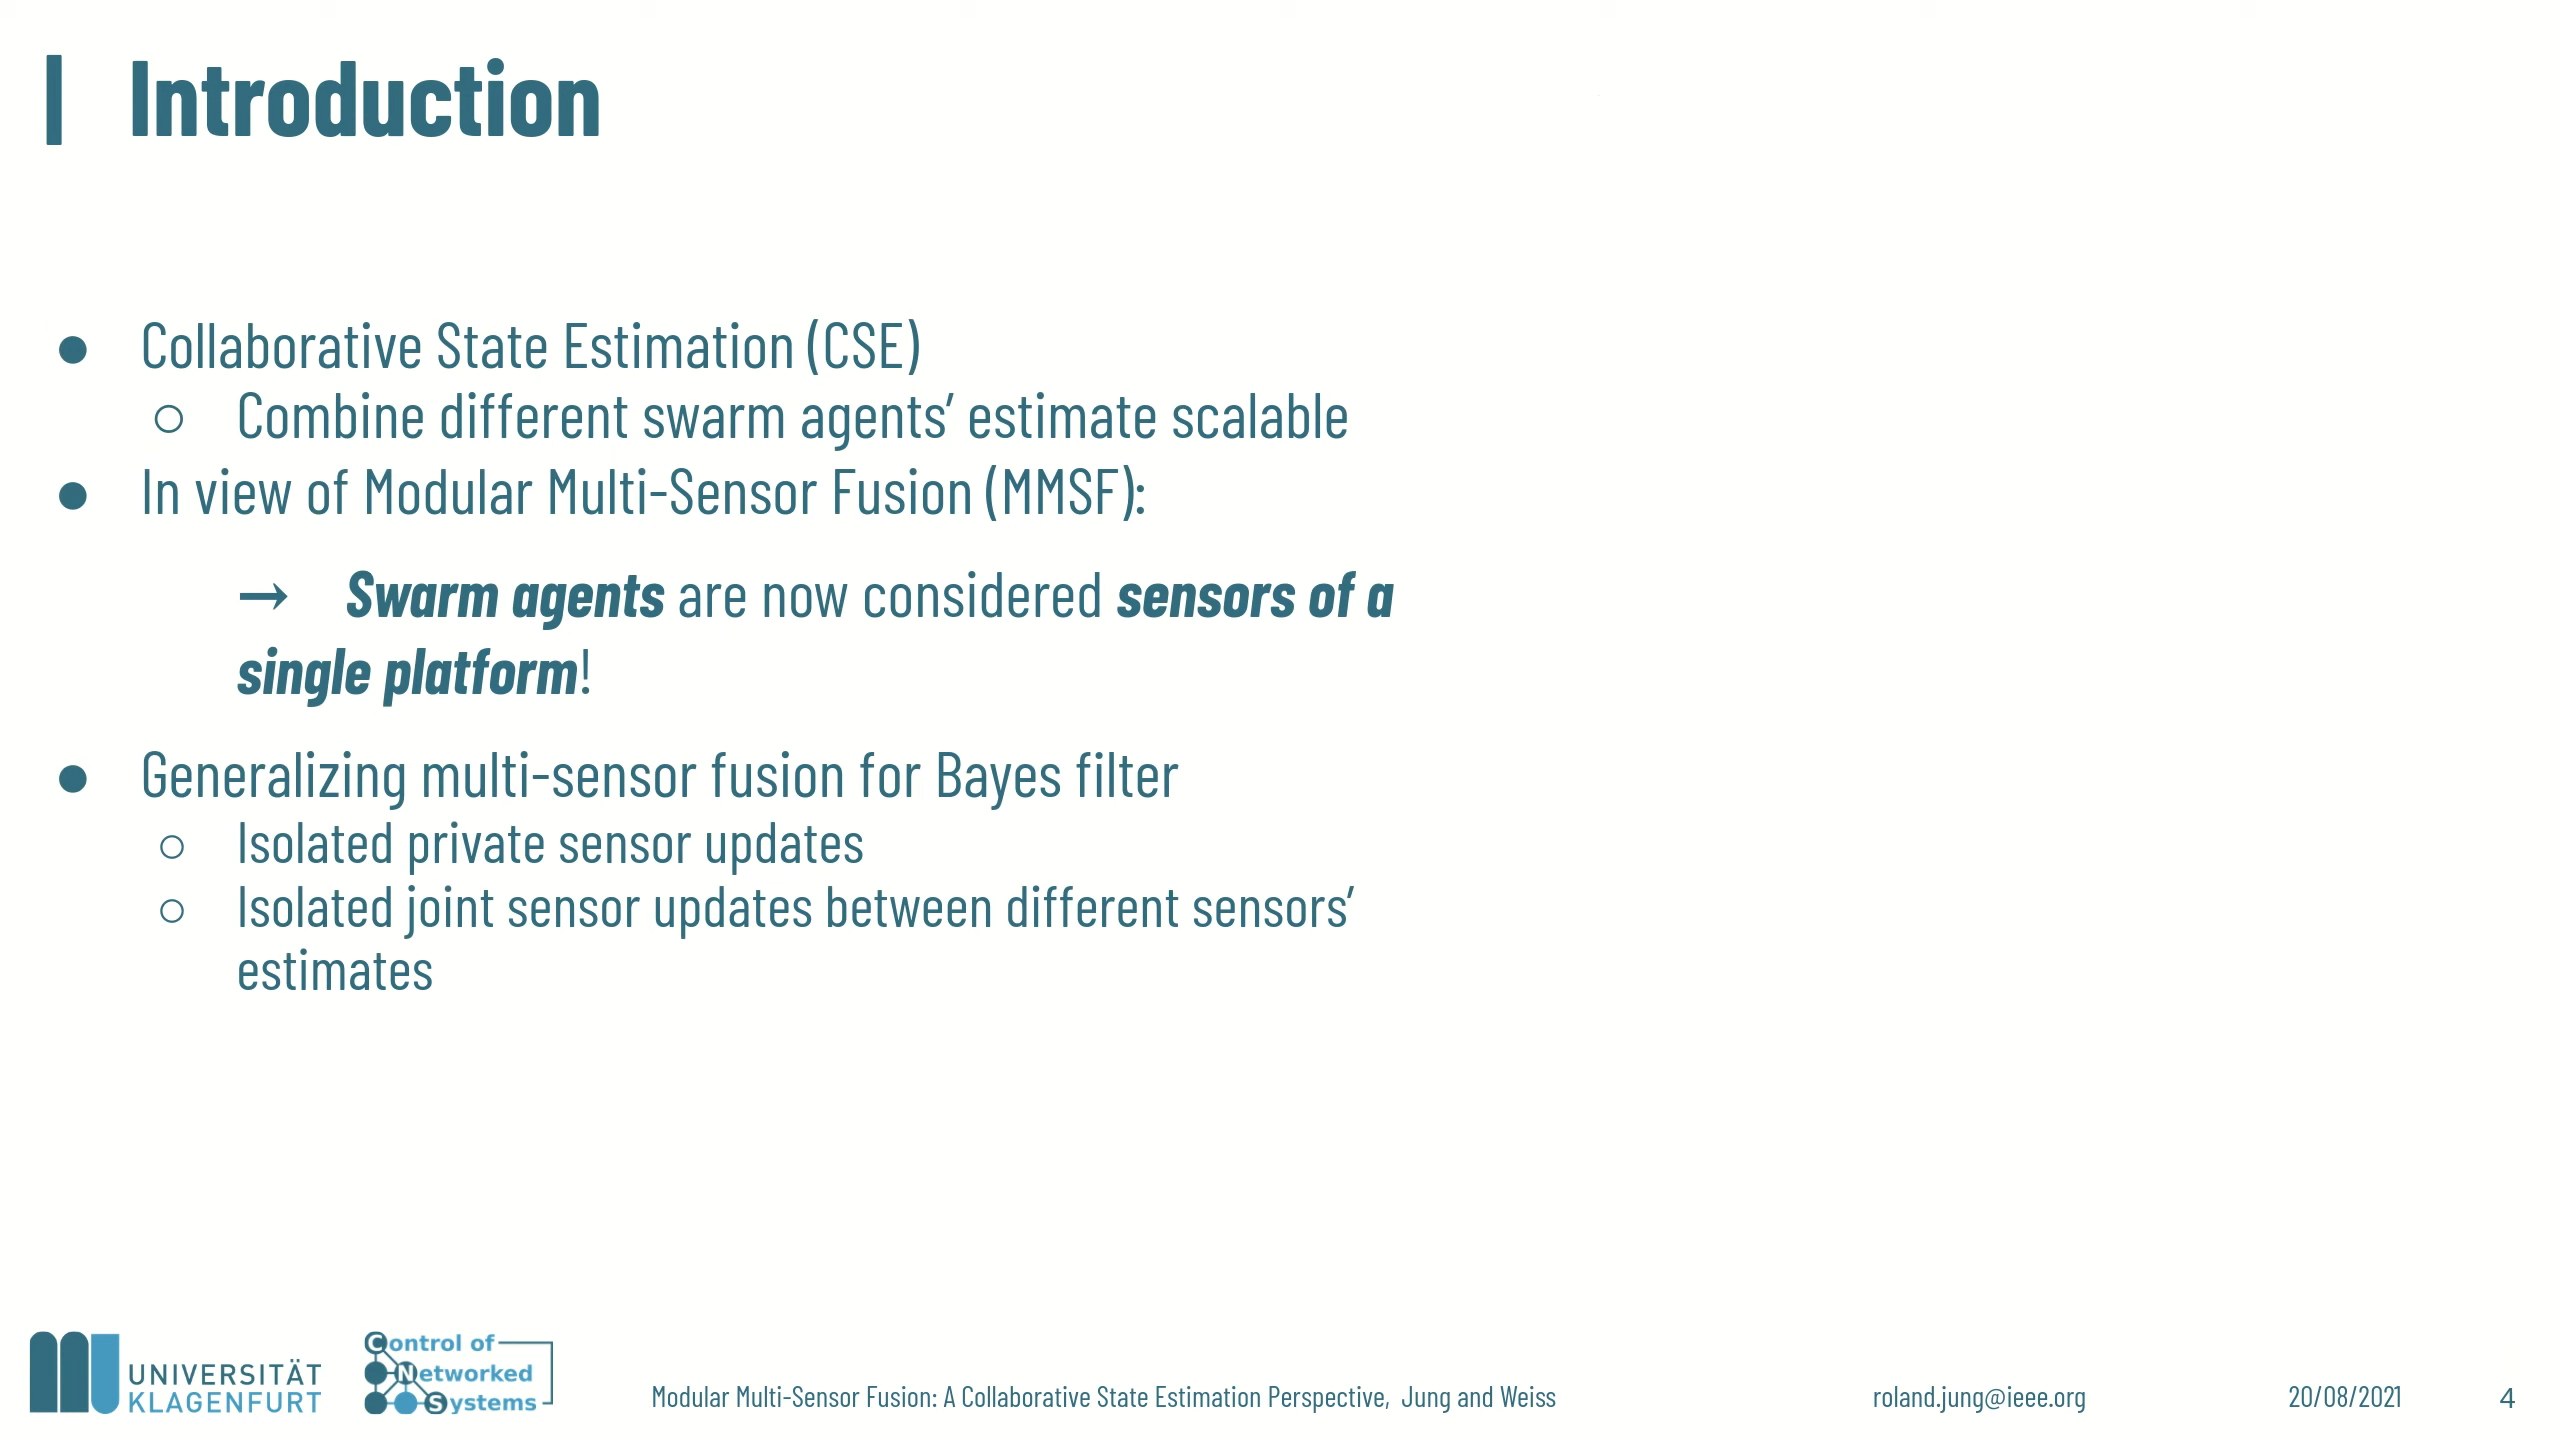 Introduction
● Collaborative State Estimation (CSE)
○ Combine different swarm agents’ estimate scalable
● In view of Modular Multi-Sensor Fusion (MMSF):
→ Swarm agents are now considered sensors of a
single platform!
● Generalizing multi-sensor fusion for Bayes filter
○ Isolated private sensor updates
○ Isolated joint sensor updates between different sensors’
estimates
UNIVERSITÄT
KLAGENFURT
Control of
Networked
Systems
Modular Multi-Sensor Fusion: A Collaborative State Estimation Perspective, Jung and Weiss
roland.jung@ieee.org
20/08/2021
4